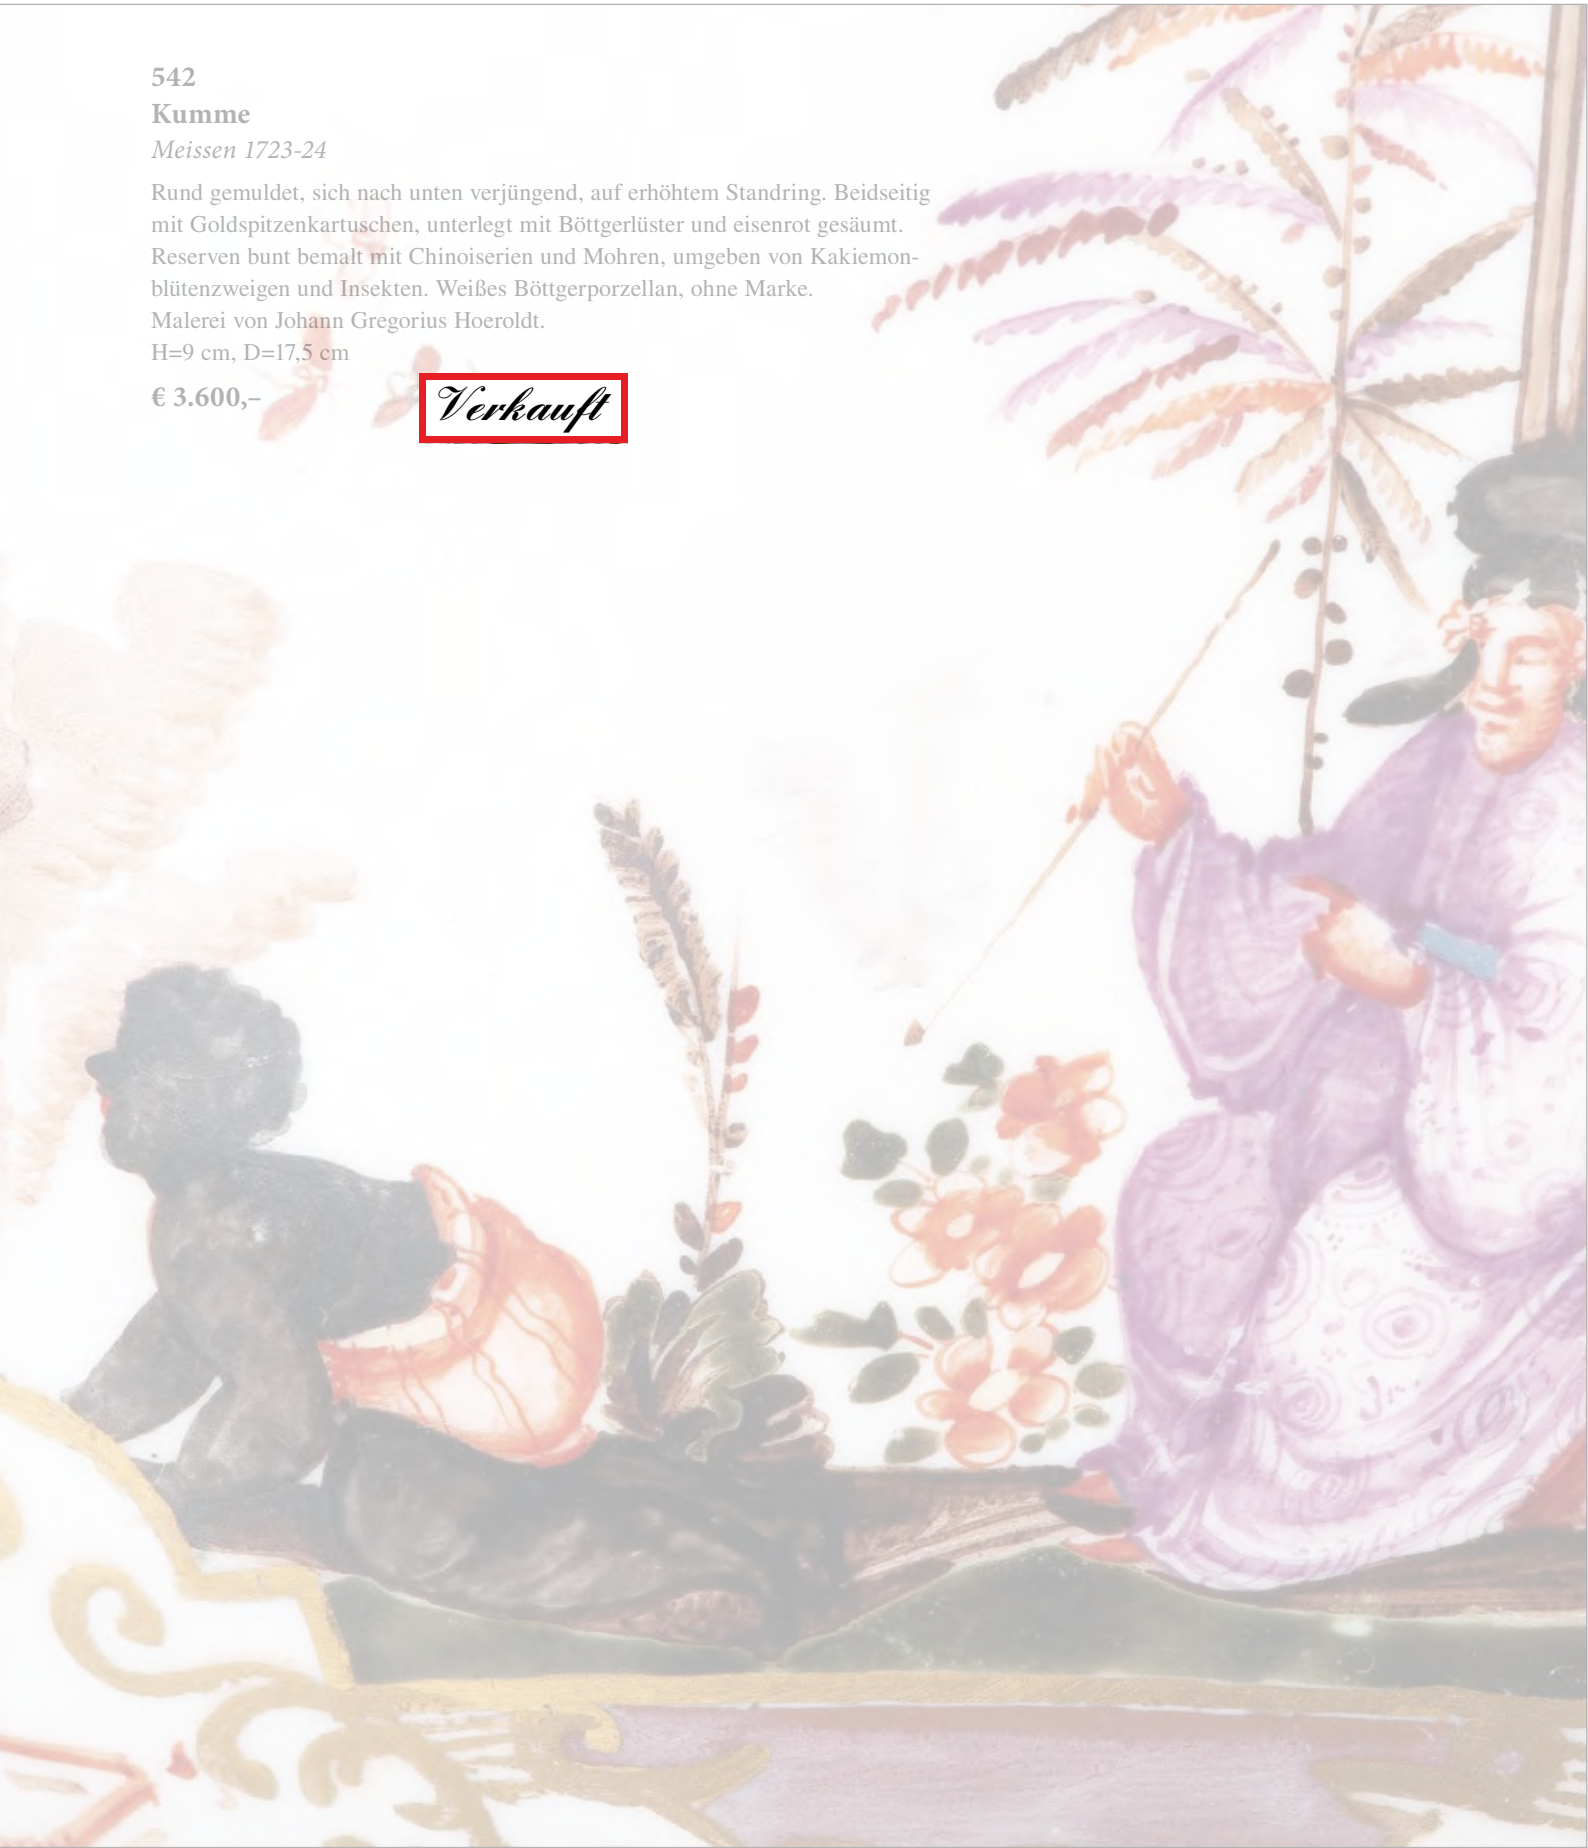 542
Kumme
Meissen 1723-24
Rund gemuldet, sich nach unten verjüngend, auf erhöhtem Standring. Beidseitig
mit Goldspitzenkartuschen, unterlegt mit Böttgerlüster und eisenrot gesäumt.
Reserven bunt bemalt mit Chinoiserien und Mohren, umgeben von Kakiemon-
blütenzweigen und Insekten. Weißes Böttgerporzellan, ohne Marke.
Malerei von Johann Gregorius Hoeroldt.
H=9 cm, D=17,5 cm
€ 3.600,–
Verkauft